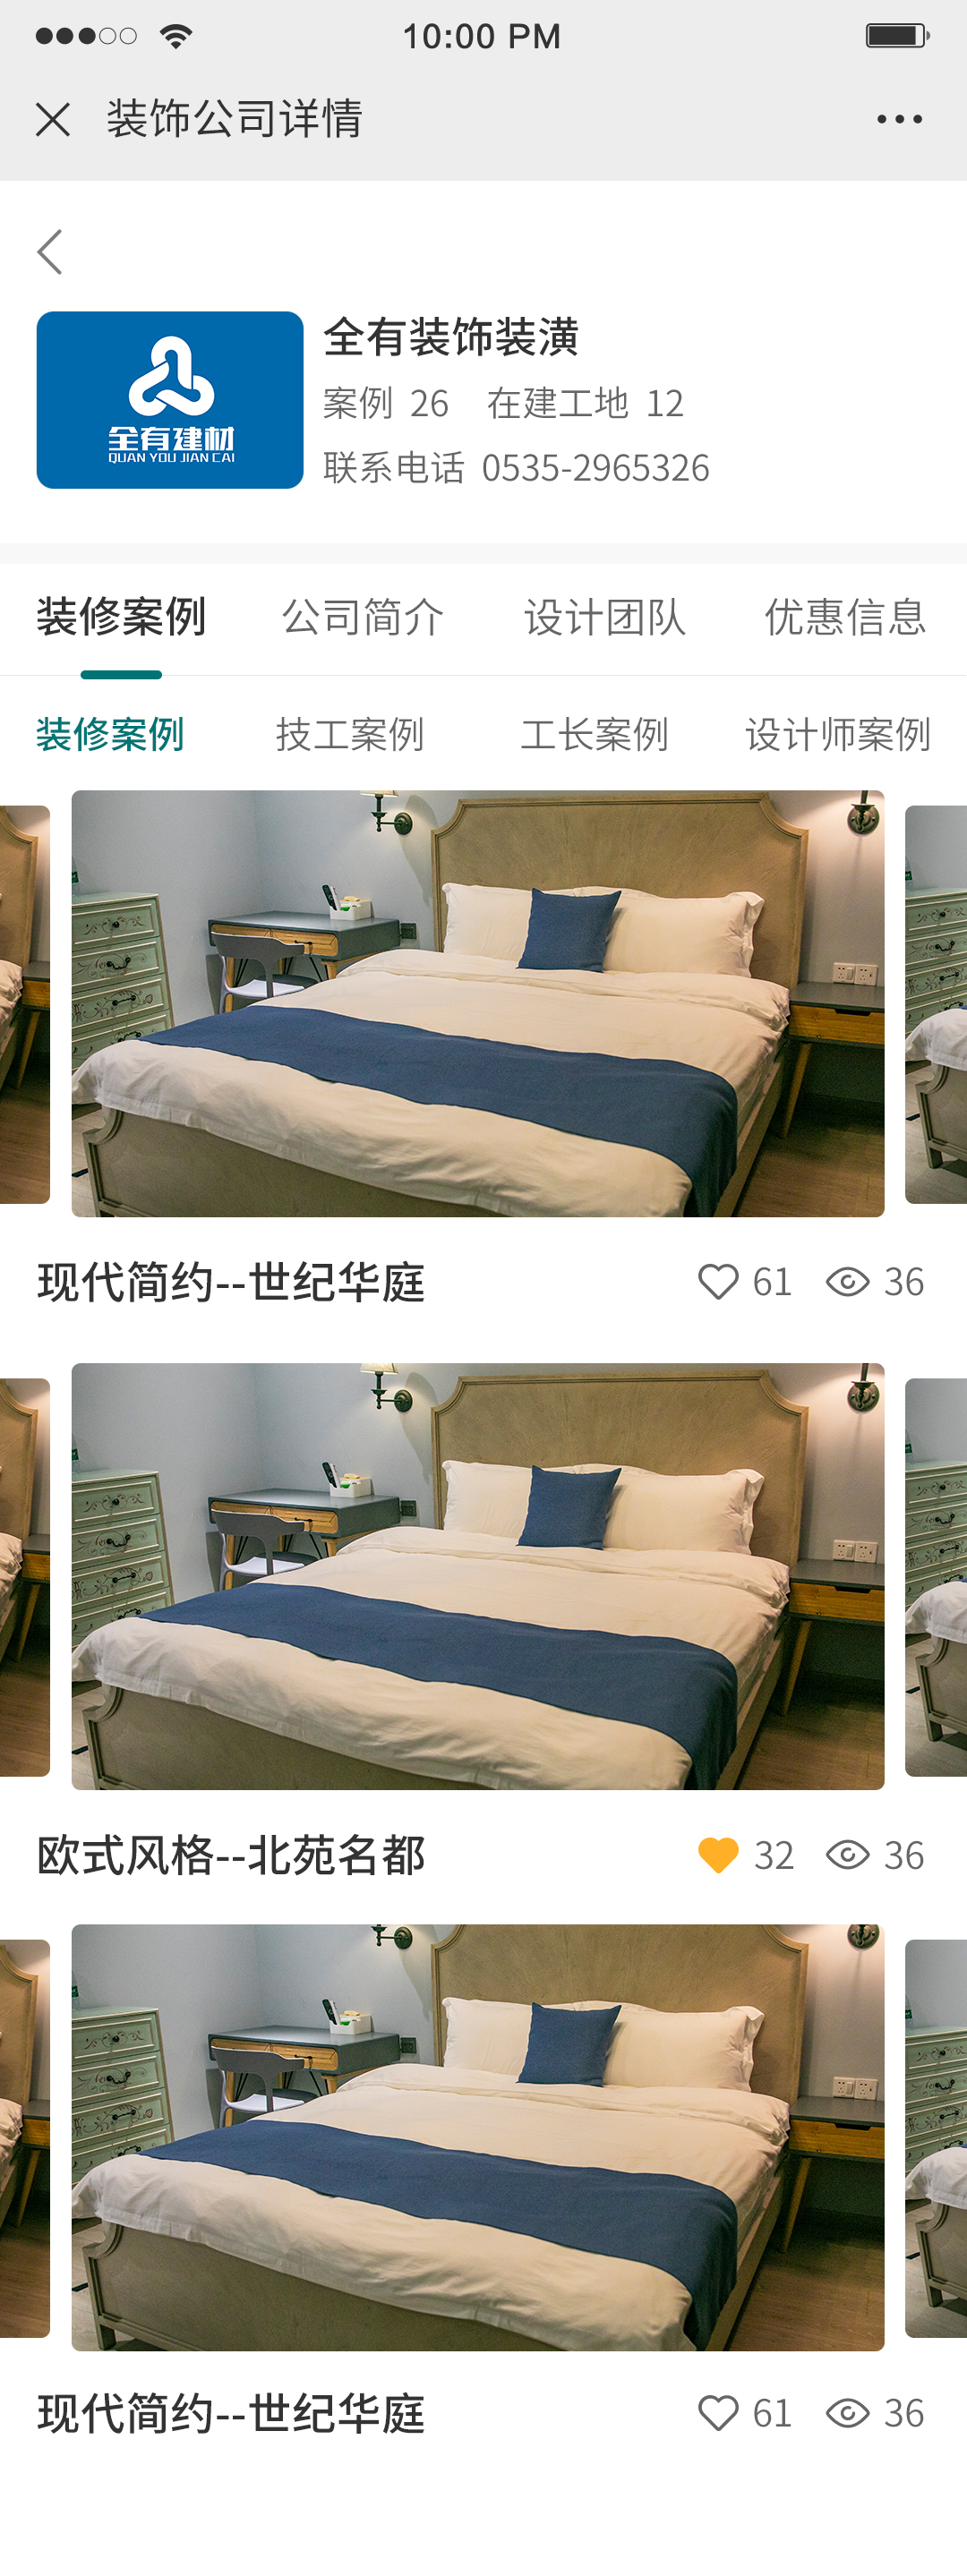 10:00 PM
装饰公司详情
全有建材
QUAN YOU JIAN CAI
全有装饰装潢
案例 26 在建工地 12
联系电话 0535-2965326
装修案例 公司简介 设计团队 优惠信息
装修案例 技工案例 工长案例 设计师案例
现代简约--世纪华庭 61 36
欧式风格--北苑名都 32 36
现代简约--世纪华庭 61 36